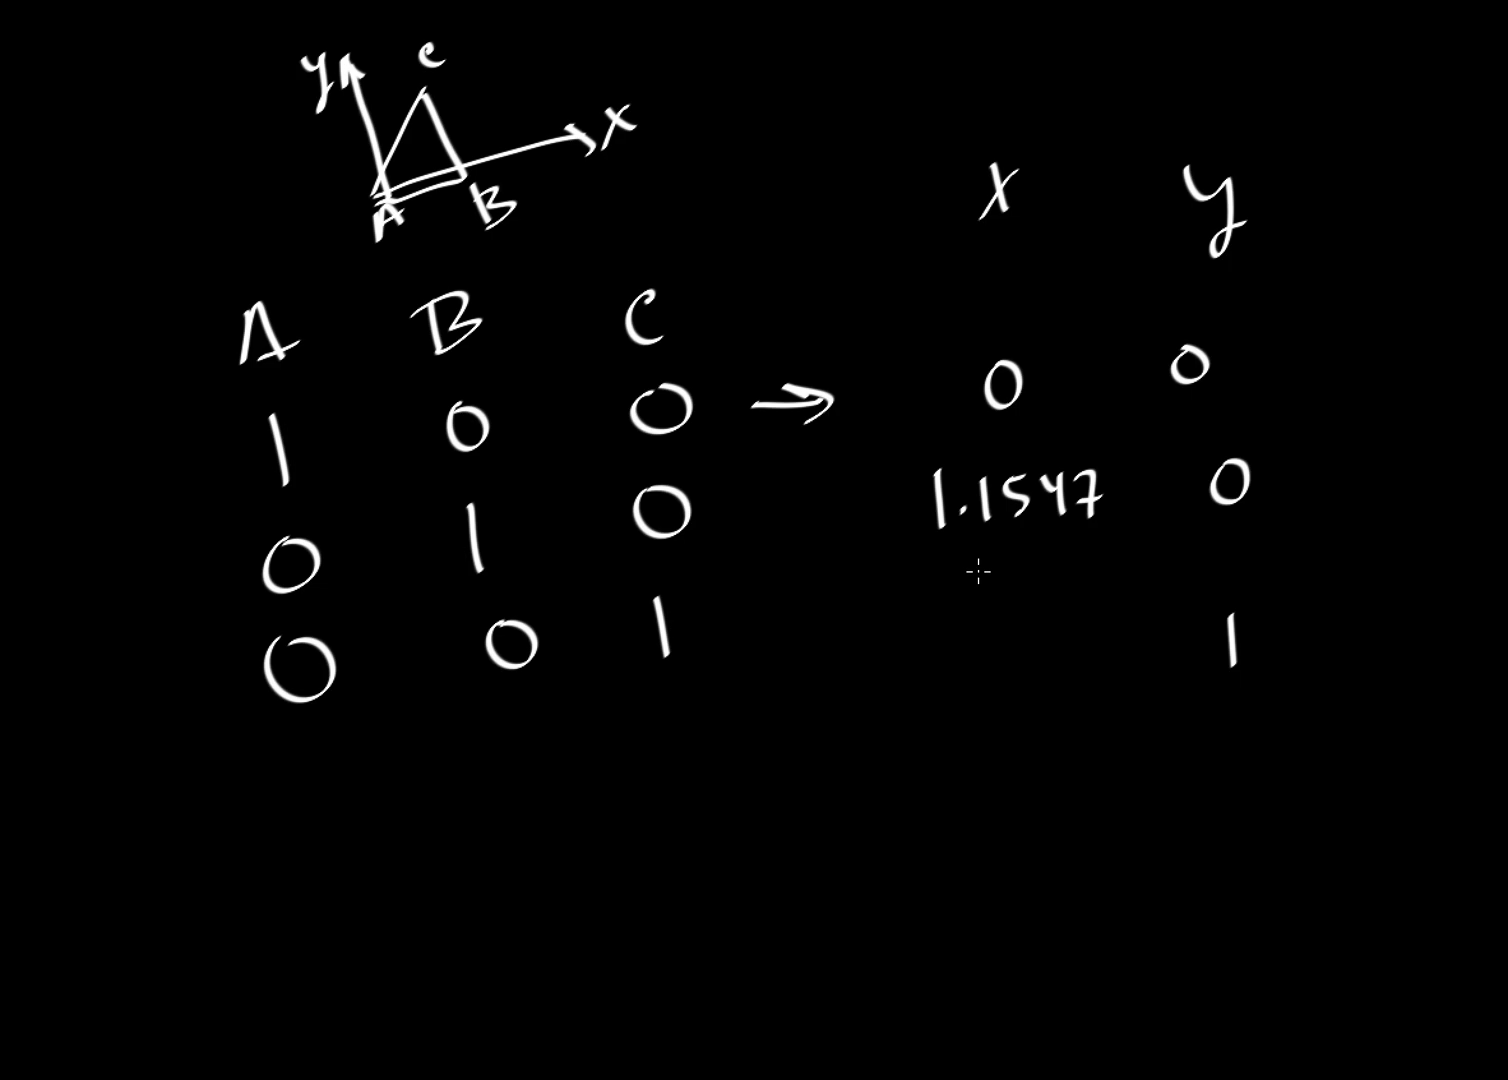 y C
x
A B
x y
A B C
1 0 0 → 0 0
0 1 0 1.1547 0
0 0 1 1